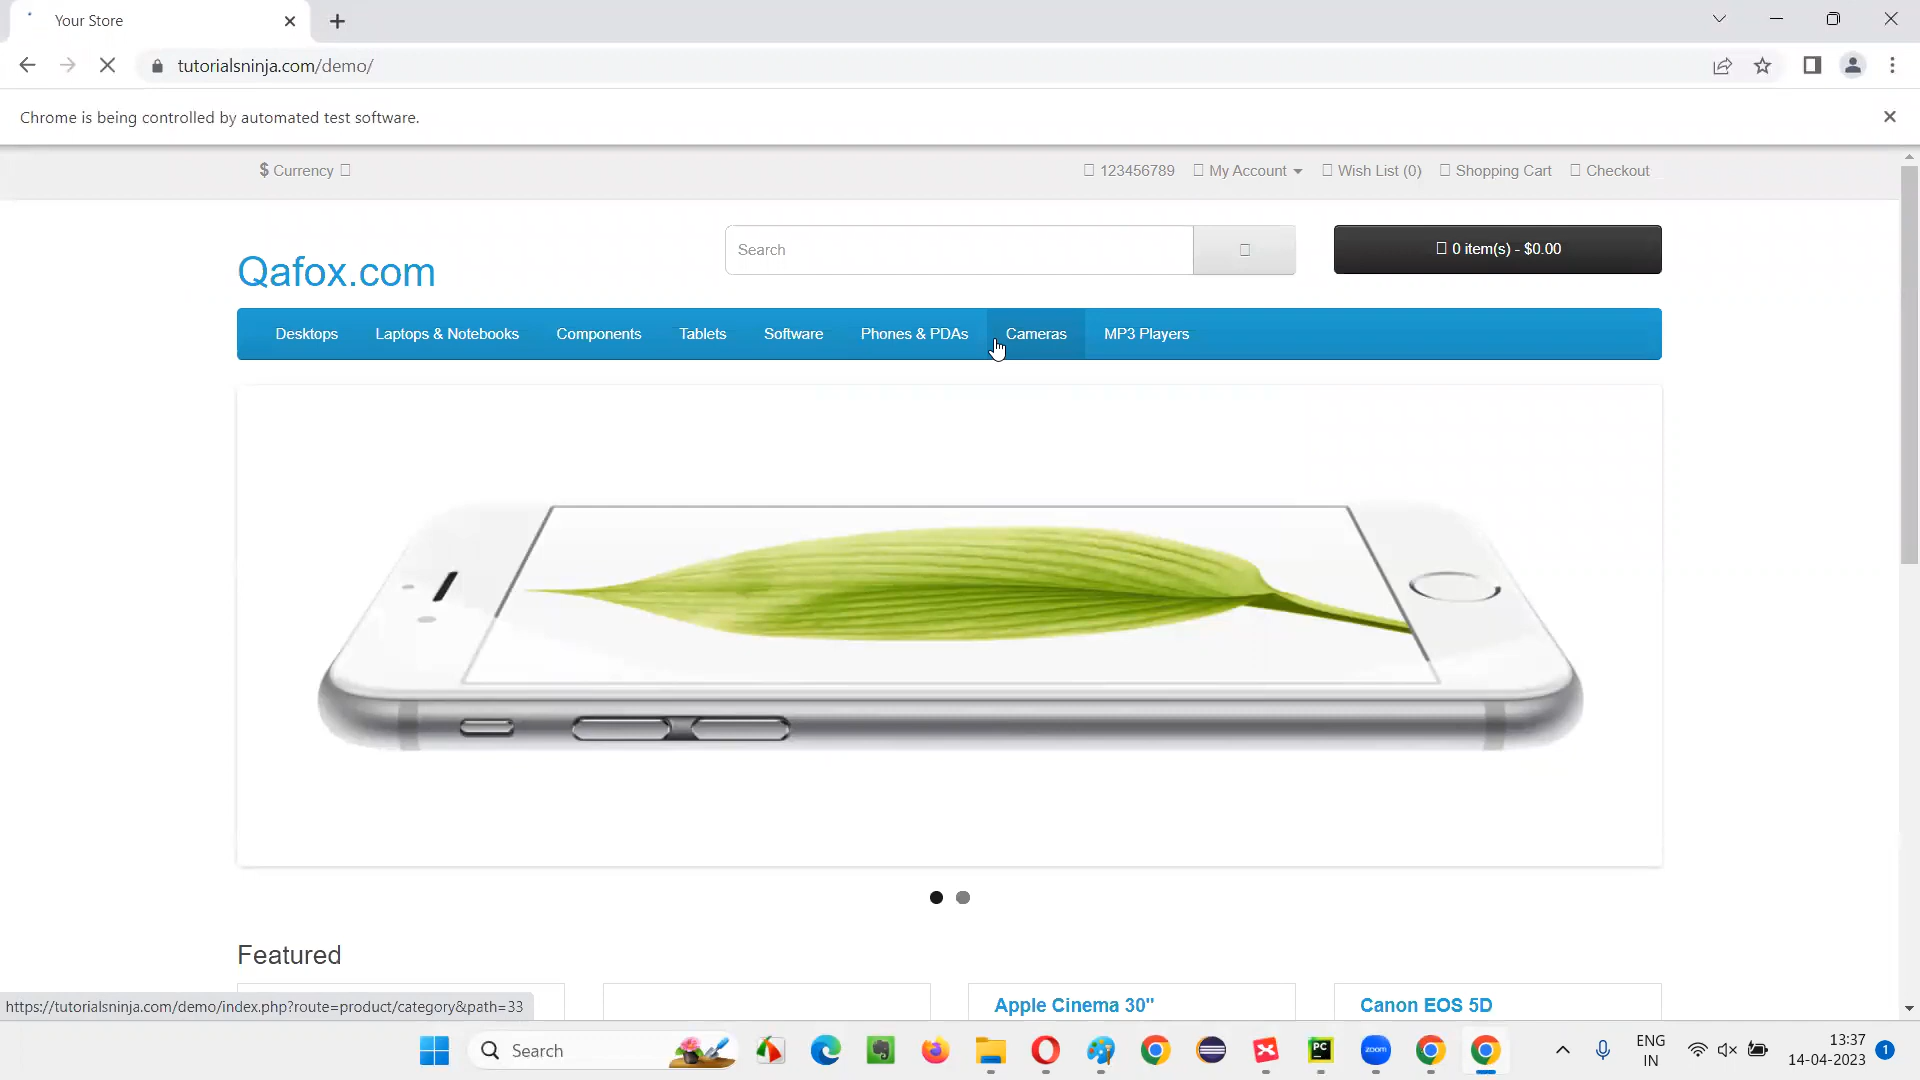 Your Store
tutorialsninja.com/demo/
Chrome is being controlled by automated test software.
$ Currency
123456789 My Account Wish List (0) Shopping Cart Checkout
Search
0 item(s) - $0.00
Qafox.com
Desktops Laptops & Notebooks Components Tablets Software Phones & PDAs Cameras MP3 Players
Featured
Apple Cinema 30"
Canon EOS 5D
https://tutorialsninja.com/demo/index.php?route=product/category&path=33
Search
PC
zoom
ENG
IN
13:37
14-04-2023
1